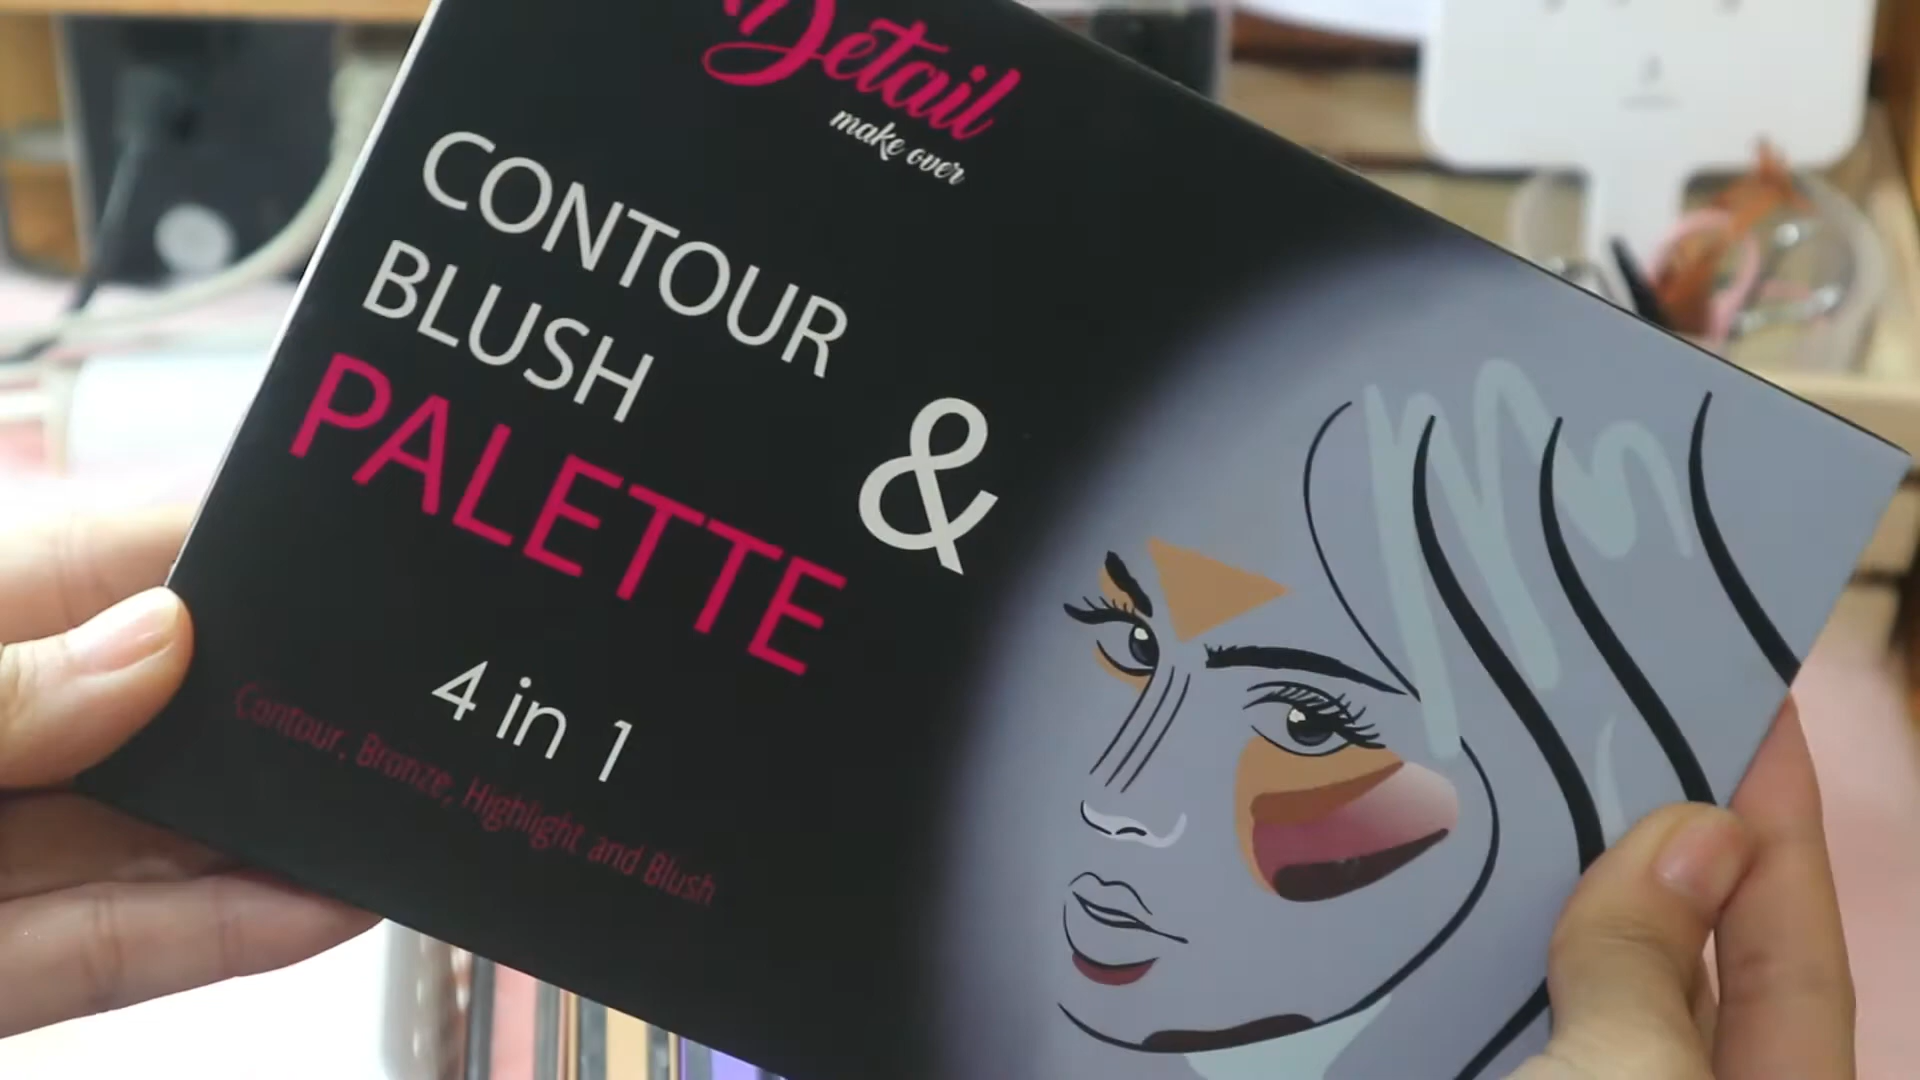 Detail
make over
CONTOUR
BLUSH &
PALETTE
4 in 1
Contour, Bronze, Highlight and Blush